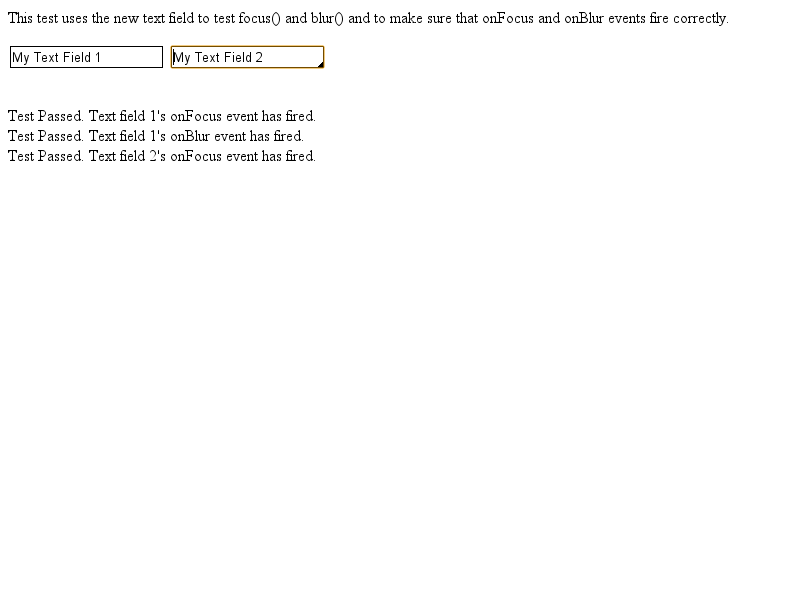 This test uses the new text field to test focus() and blur() and to make sure that onFocus and onBlur events fire correctly.
My Text Field 1 My Text Field 2
Test Passed. Text field 1's onFocus event has fired.
Test Passed. Text field 1's onBlur event has fired.
Test Passed. Text field 2's onFocus event has fired.